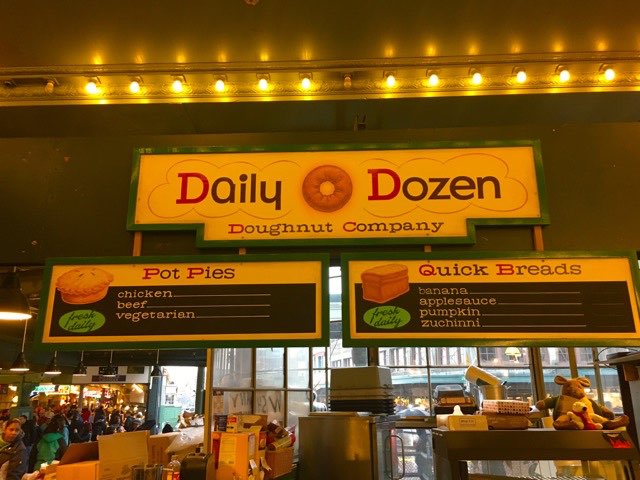 Daily Dozen
Doughnut Company
Pot Pies
chicken
beef
vegetarian
fresh daily
Quick Breads
banana
applesauce
pumpkin
zuchinni
fresh daily